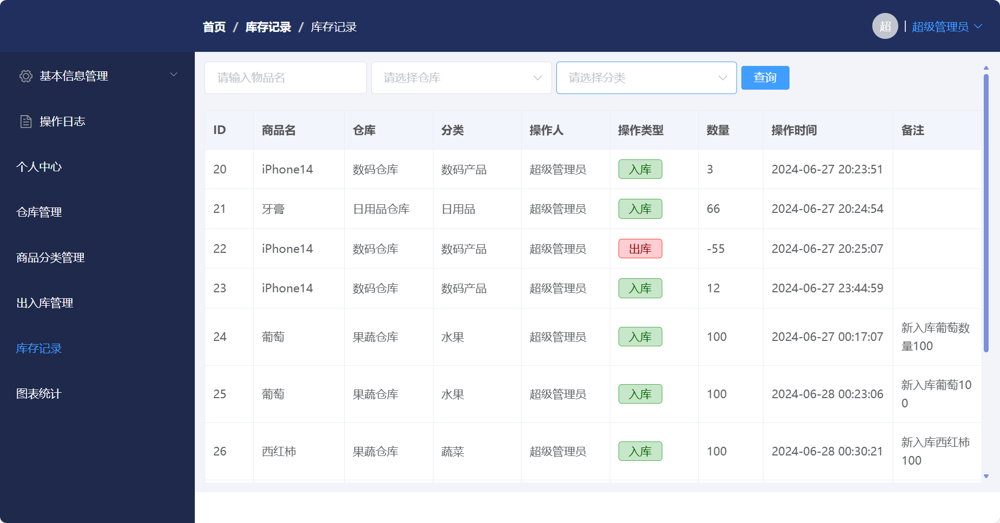 首页 / 库存记录 / 库存记录
超 | 超级管理员
基本信息管理
操作日志
个人中心
仓库管理
商品分类管理
出入库管理
库存记录
图表统计
请输入物品名 请选择仓库 请选择分类 查询
ID 商品名 仓库 分类 操作人 操作类型 数量 操作时间 备注
20 iPhone14 数码仓库 数码产品 超级管理员 入库 3 2024-06-27 20:23:51
21 牙膏 日用品仓库 日用品 超级管理员 入库 66 2024-06-27 20:24:54
22 iPhone14 数码仓库 数码产品 超级管理员 出库 -55 2024-06-27 20:25:07
23 iPhone14 数码仓库 数码产品 超级管理员 入库 12 2024-06-27 23:44:59
24 葡萄 果蔬仓库 水果 超级管理员 入库 100 2024-06-27 00:17:07 新入库葡萄数
量100
25 葡萄 果蔬仓库 水果 超级管理员 入库 100 2024-06-28 00:23:06 新入库葡萄10
0
26 西红柿 果蔬仓库 蔬菜 超级管理员 入库 100 2024-06-28 00:30:21 新入库西红柿
100